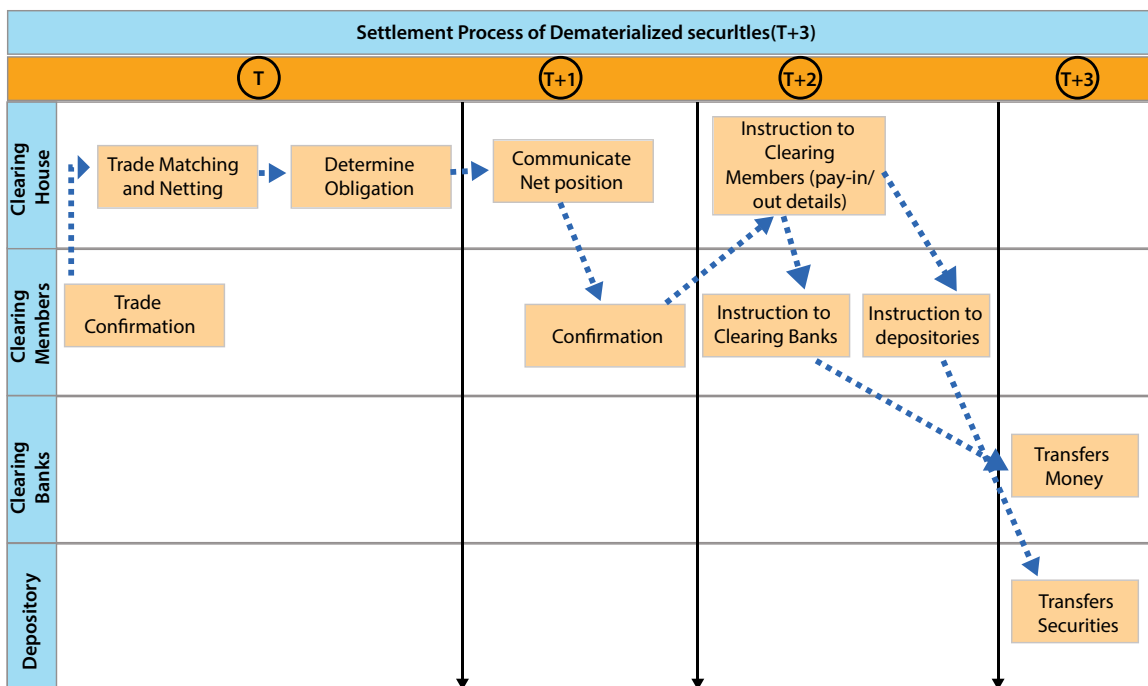 Settlement Process of Dematerialized securltles(T+3)
T
T+1
T+2
T+3
Clearing
House
Trade Matching
and Netting
Determine
Obligation
Communicate
Net position
Instruction to
Clearing
Members (pay-in/
out details)
Clearing
Members
Trade
Confirmation
Confirmation
Instruction to
Clearing Banks
Instruction to
depositories
Clearing
Banks
Transfers
Money
Depository
Transfers
Securities